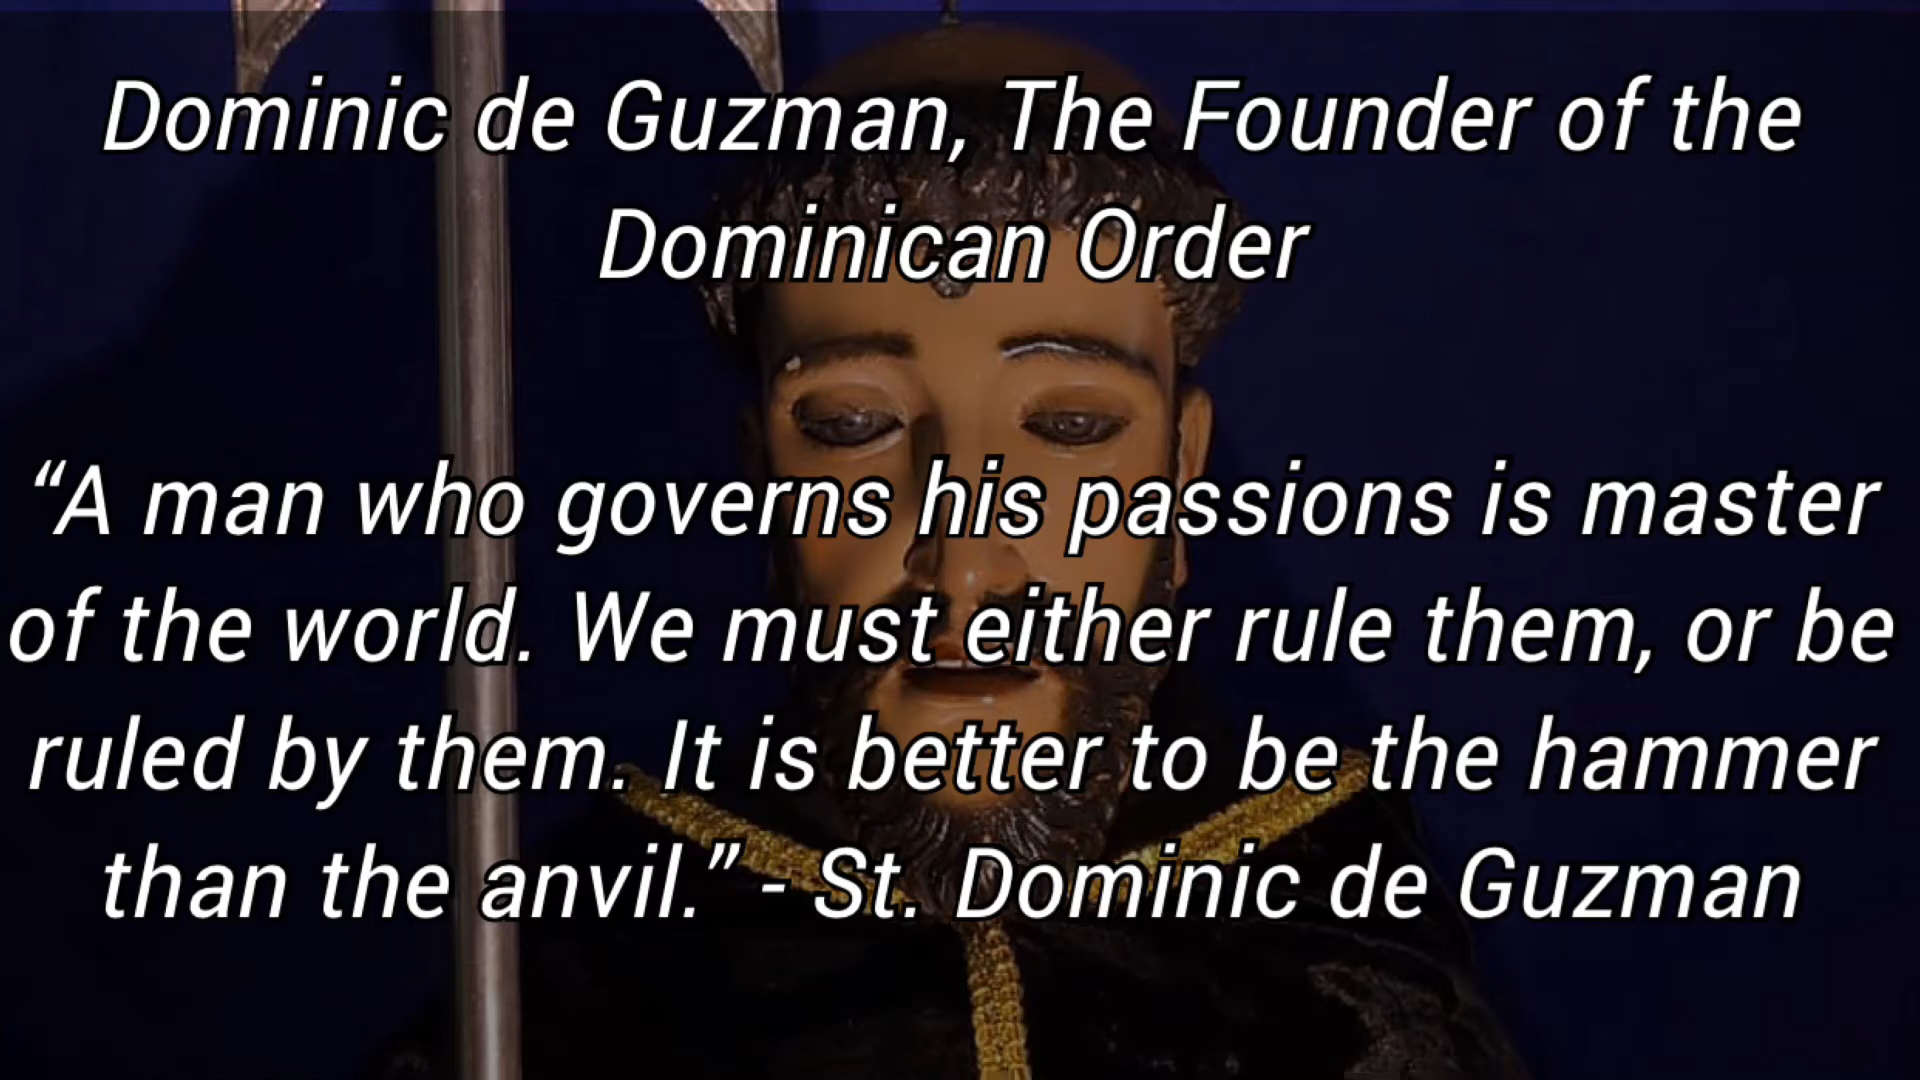 Dominic de Guzman, The Founder of the
Dominican Order
“A man who governs his passions is master
of the world. We must either rule them, or be
ruled by them. It is better to be the hammer
than the anvil.” - St. Dominic de Guzman